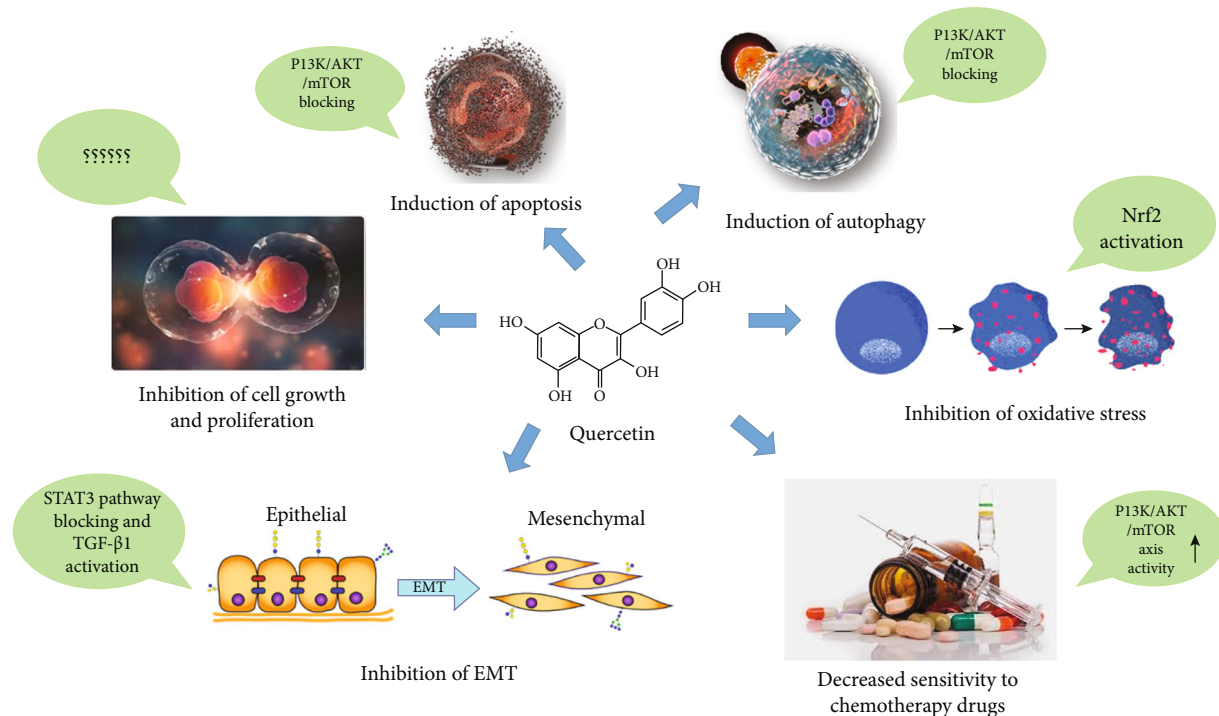 P13K/AKT
/mTOR
blocking
P13K/AKT
/mTOR
blocking
⸮⸮⸮⸮⸮⸮
Induction of apoptosis
Induction of autophagy
Nrf2
activation
OH
OH
HO
O
OH
OH
O
Quercetin
Inhibition of cell growth
and proliferation
Inhibition of oxidative stress
STAT3 pathway
blocking and
TGF-β1
activation
Epithelial
Mesenchymal
EMT
P13K/AKT
/mTOR
axis
activity
Inhibition of EMT
Decreased sensitivity to
chemotherapy drugs